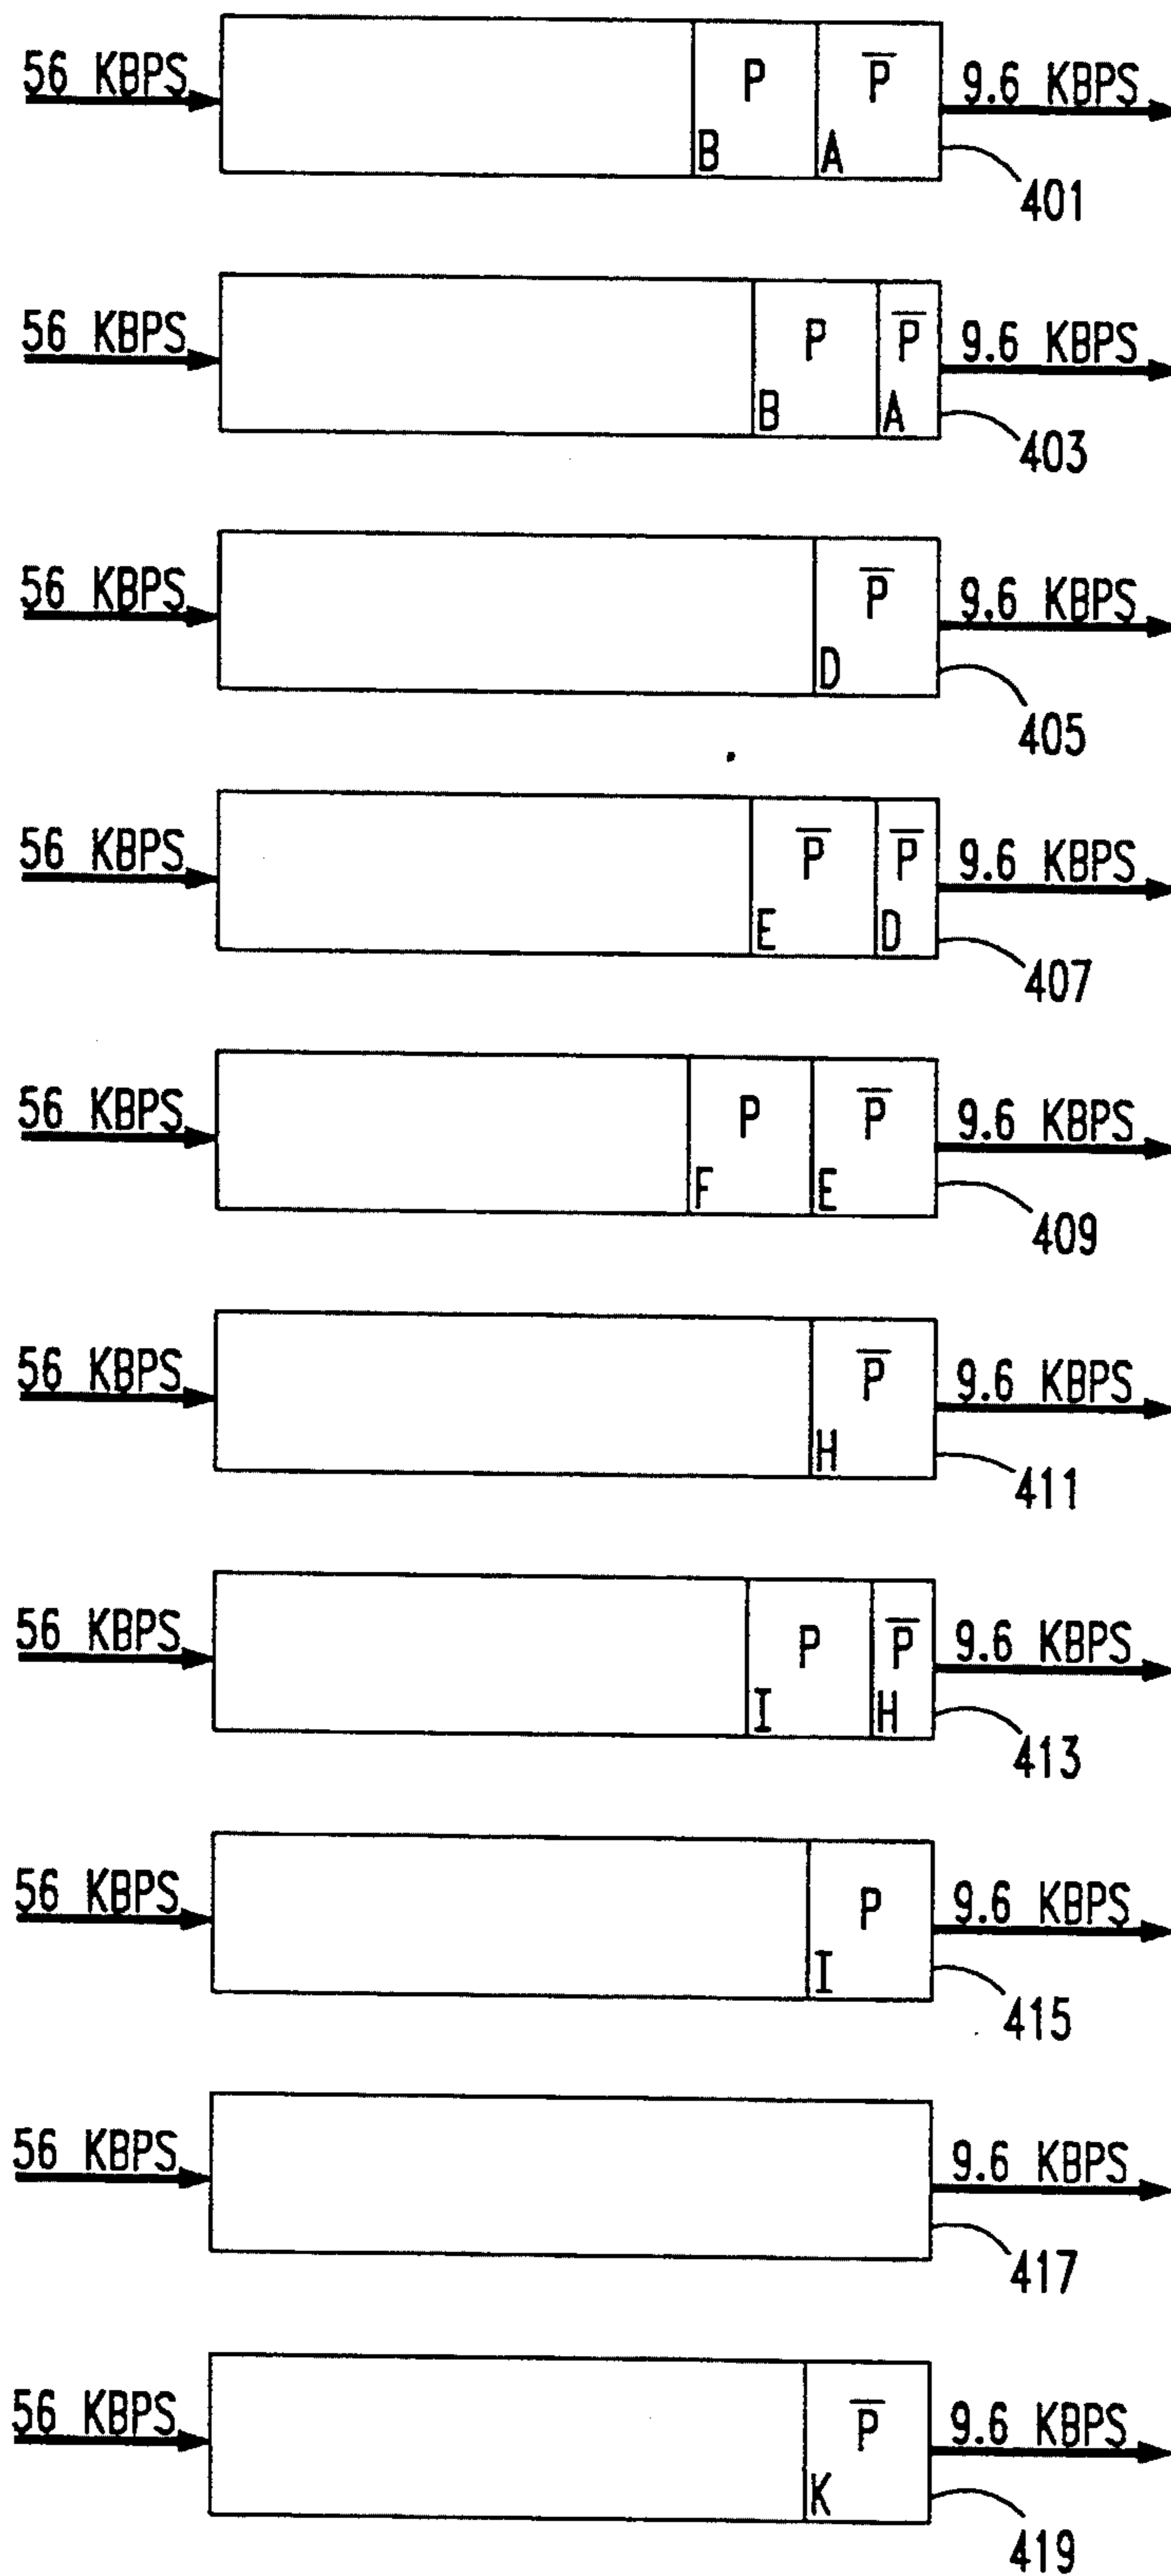 56 KBPS P P̅ 9.6 KBPS
B A
401
56 KBPS P P̅ 9.6 KBPS
B A
403
56 KBPS P̅ 9.6 KBPS
D
405
56 KBPS P̅ P̅ 9.6 KBPS
E D
407
56 KBPS P P̅ 9.6 KBPS
F E
409
56 KBPS P̅ 9.6 KBPS
H
411
56 KBPS P P̅ 9.6 KBPS
I H
413
56 KBPS P 9.6 KBPS
I
415
56 KBPS 9.6 KBPS
417
56 KBPS P̅ 9.6 KBPS
K
419